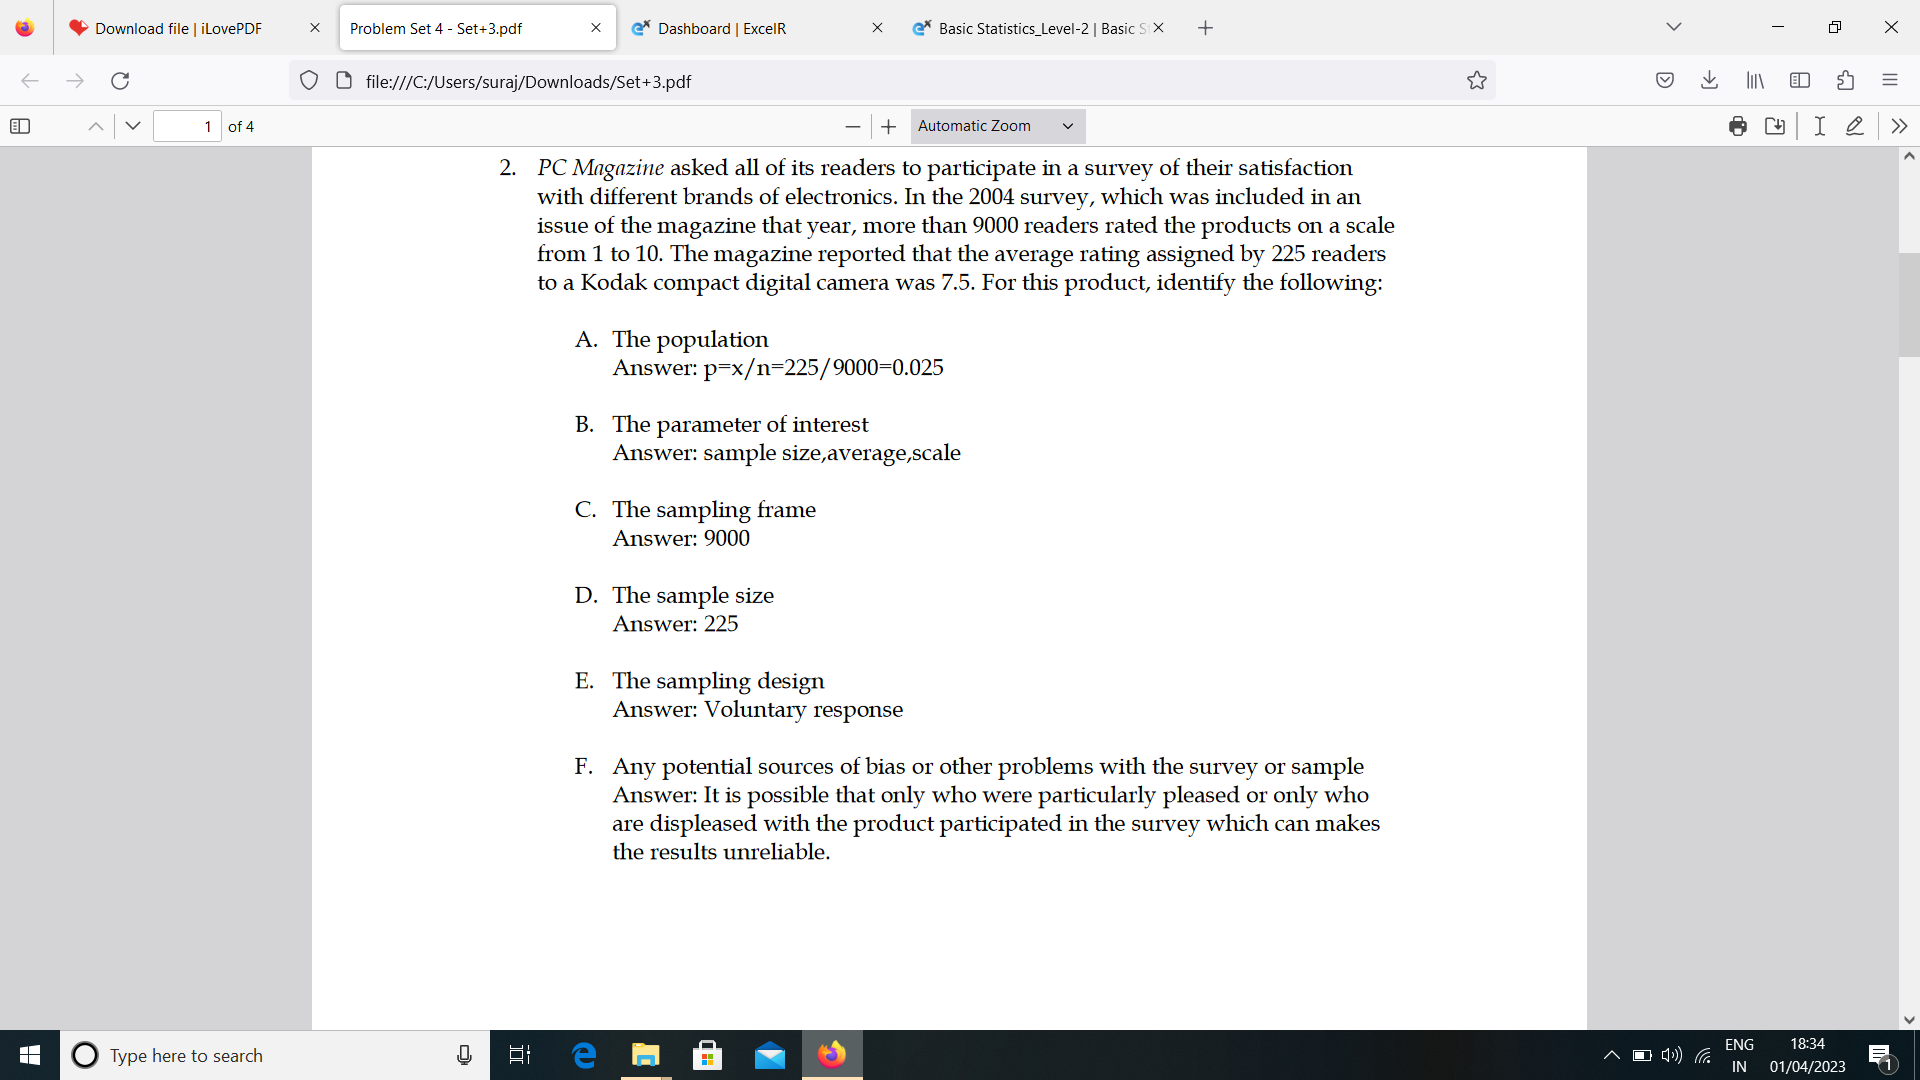 Download file | iLovePDF
Problem Set 4 - Set+3.pdf
Dashboard | ExcelR
Basic Statistics_Level-2 | Basic S
file:///C:/Users/suraj/Downloads/Set+3.pdf
1 of 4
Automatic Zoom
2. PC Magazine asked all of its readers to participate in a survey of their satisfaction
with different brands of electronics. In the 2004 survey, which was included in an
issue of the magazine that year, more than 9000 readers rated the products on a scale
from 1 to 10. The magazine reported that the average rating assigned by 225 readers
to a Kodak compact digital camera was 7.5. For this product, identify the following:
A. The population
Answer: p=x/n=225/9000=0.025
B. The parameter of interest
Answer: sample size,average,scale
C. The sampling frame
Answer: 9000
D. The sample size
Answer: 225
E. The sampling design
Answer: Voluntary response
F. Any potential sources of bias or other problems with the survey or sample
Answer: It is possible that only who were particularly pleased or only who
are displeased with the product participated in the survey which can makes
the results unreliable.
Type here to search
ENG
IN
18:34
01/04/2023
1